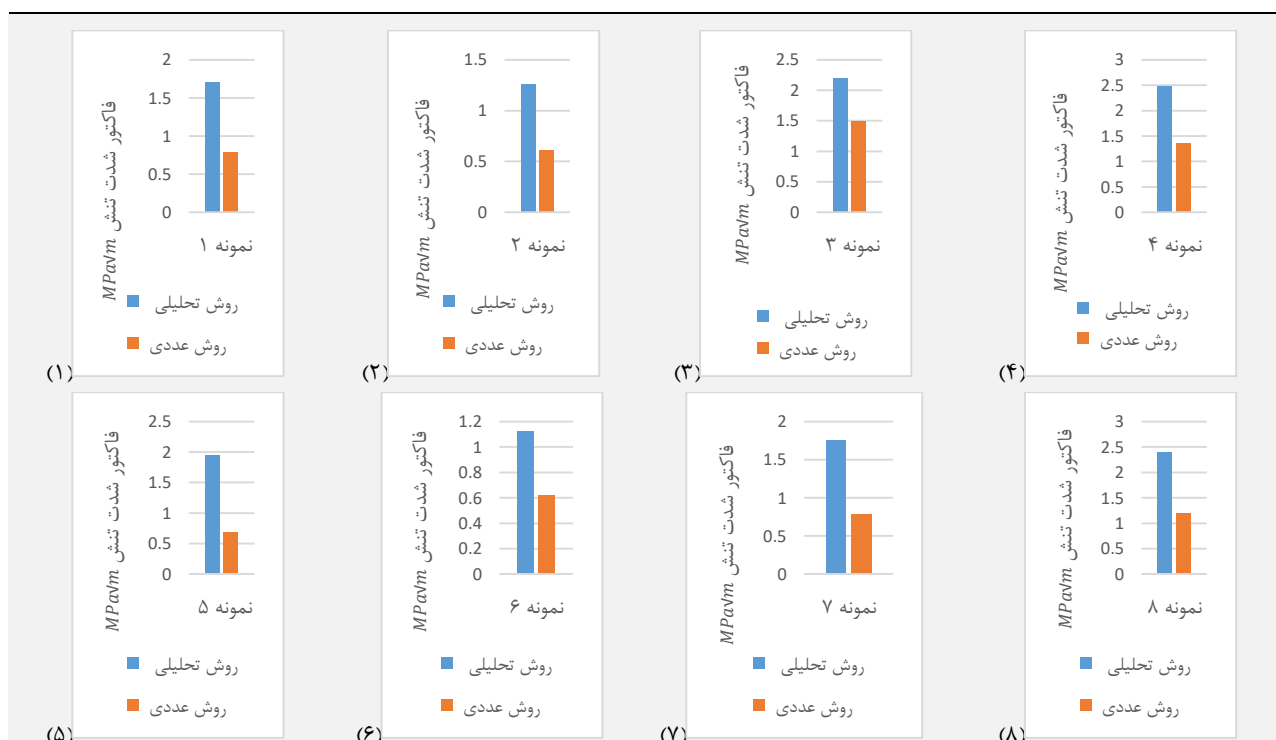 2
1.5
1
0.5
0
فاکتور شدت تنش MPa√m
نمونه ۱
روش تحلیلی
روش عددی
(۱)
1.5
1
0.5
0
فاکتور شدت تنش MPa√m
نمونه ۲
روش تحلیلی
روش عددی
(۲)
2.5
2
1.5
1
0.5
0
فاکتور شدت تنش MPa√m
نمونه ۳
روش تحلیلی
روش عددی
(۳)
3
2.5
2
1.5
1
0.5
0
فاکتور شدت تنش MPa√m
نمونه ۴
روش تحلیلی
روش عددی
(۴)
2.5
2
1.5
1
0.5
0
فاکتور شدت تنش MPa√m
نمونه ۵
روش تحلیلی
روش عددی
(۵)
1.2
1
0.8
0.6
0.4
0.2
0
فاکتور شدت تنش MPa√m
نمونه ۶
روش تحلیلی
روش عددی
(۶)
2
1.5
1
0.5
0
فاکتور شدت تنش MPa√m
نمونه ۷
روش تحلیلی
روش عددی
(۷)
3
2.5
2
1.5
1
0.5
0
فاکتور شدت تنش MPa√m
نمونه ۸
روش تحلیلی
روش عددی
(۸)